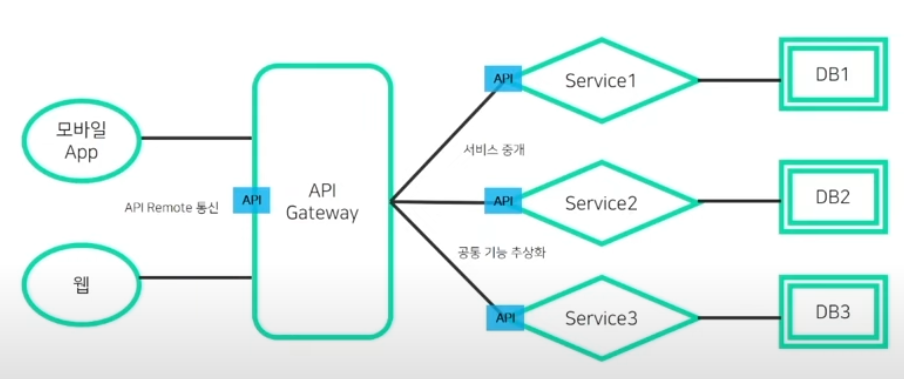 모바일
App
웹
API Remote 통신
API
API
Gateway
서비스 중개
공통 기능 추상화
API
Service1
DB1
API
Service2
DB2
API
Service3
DB3